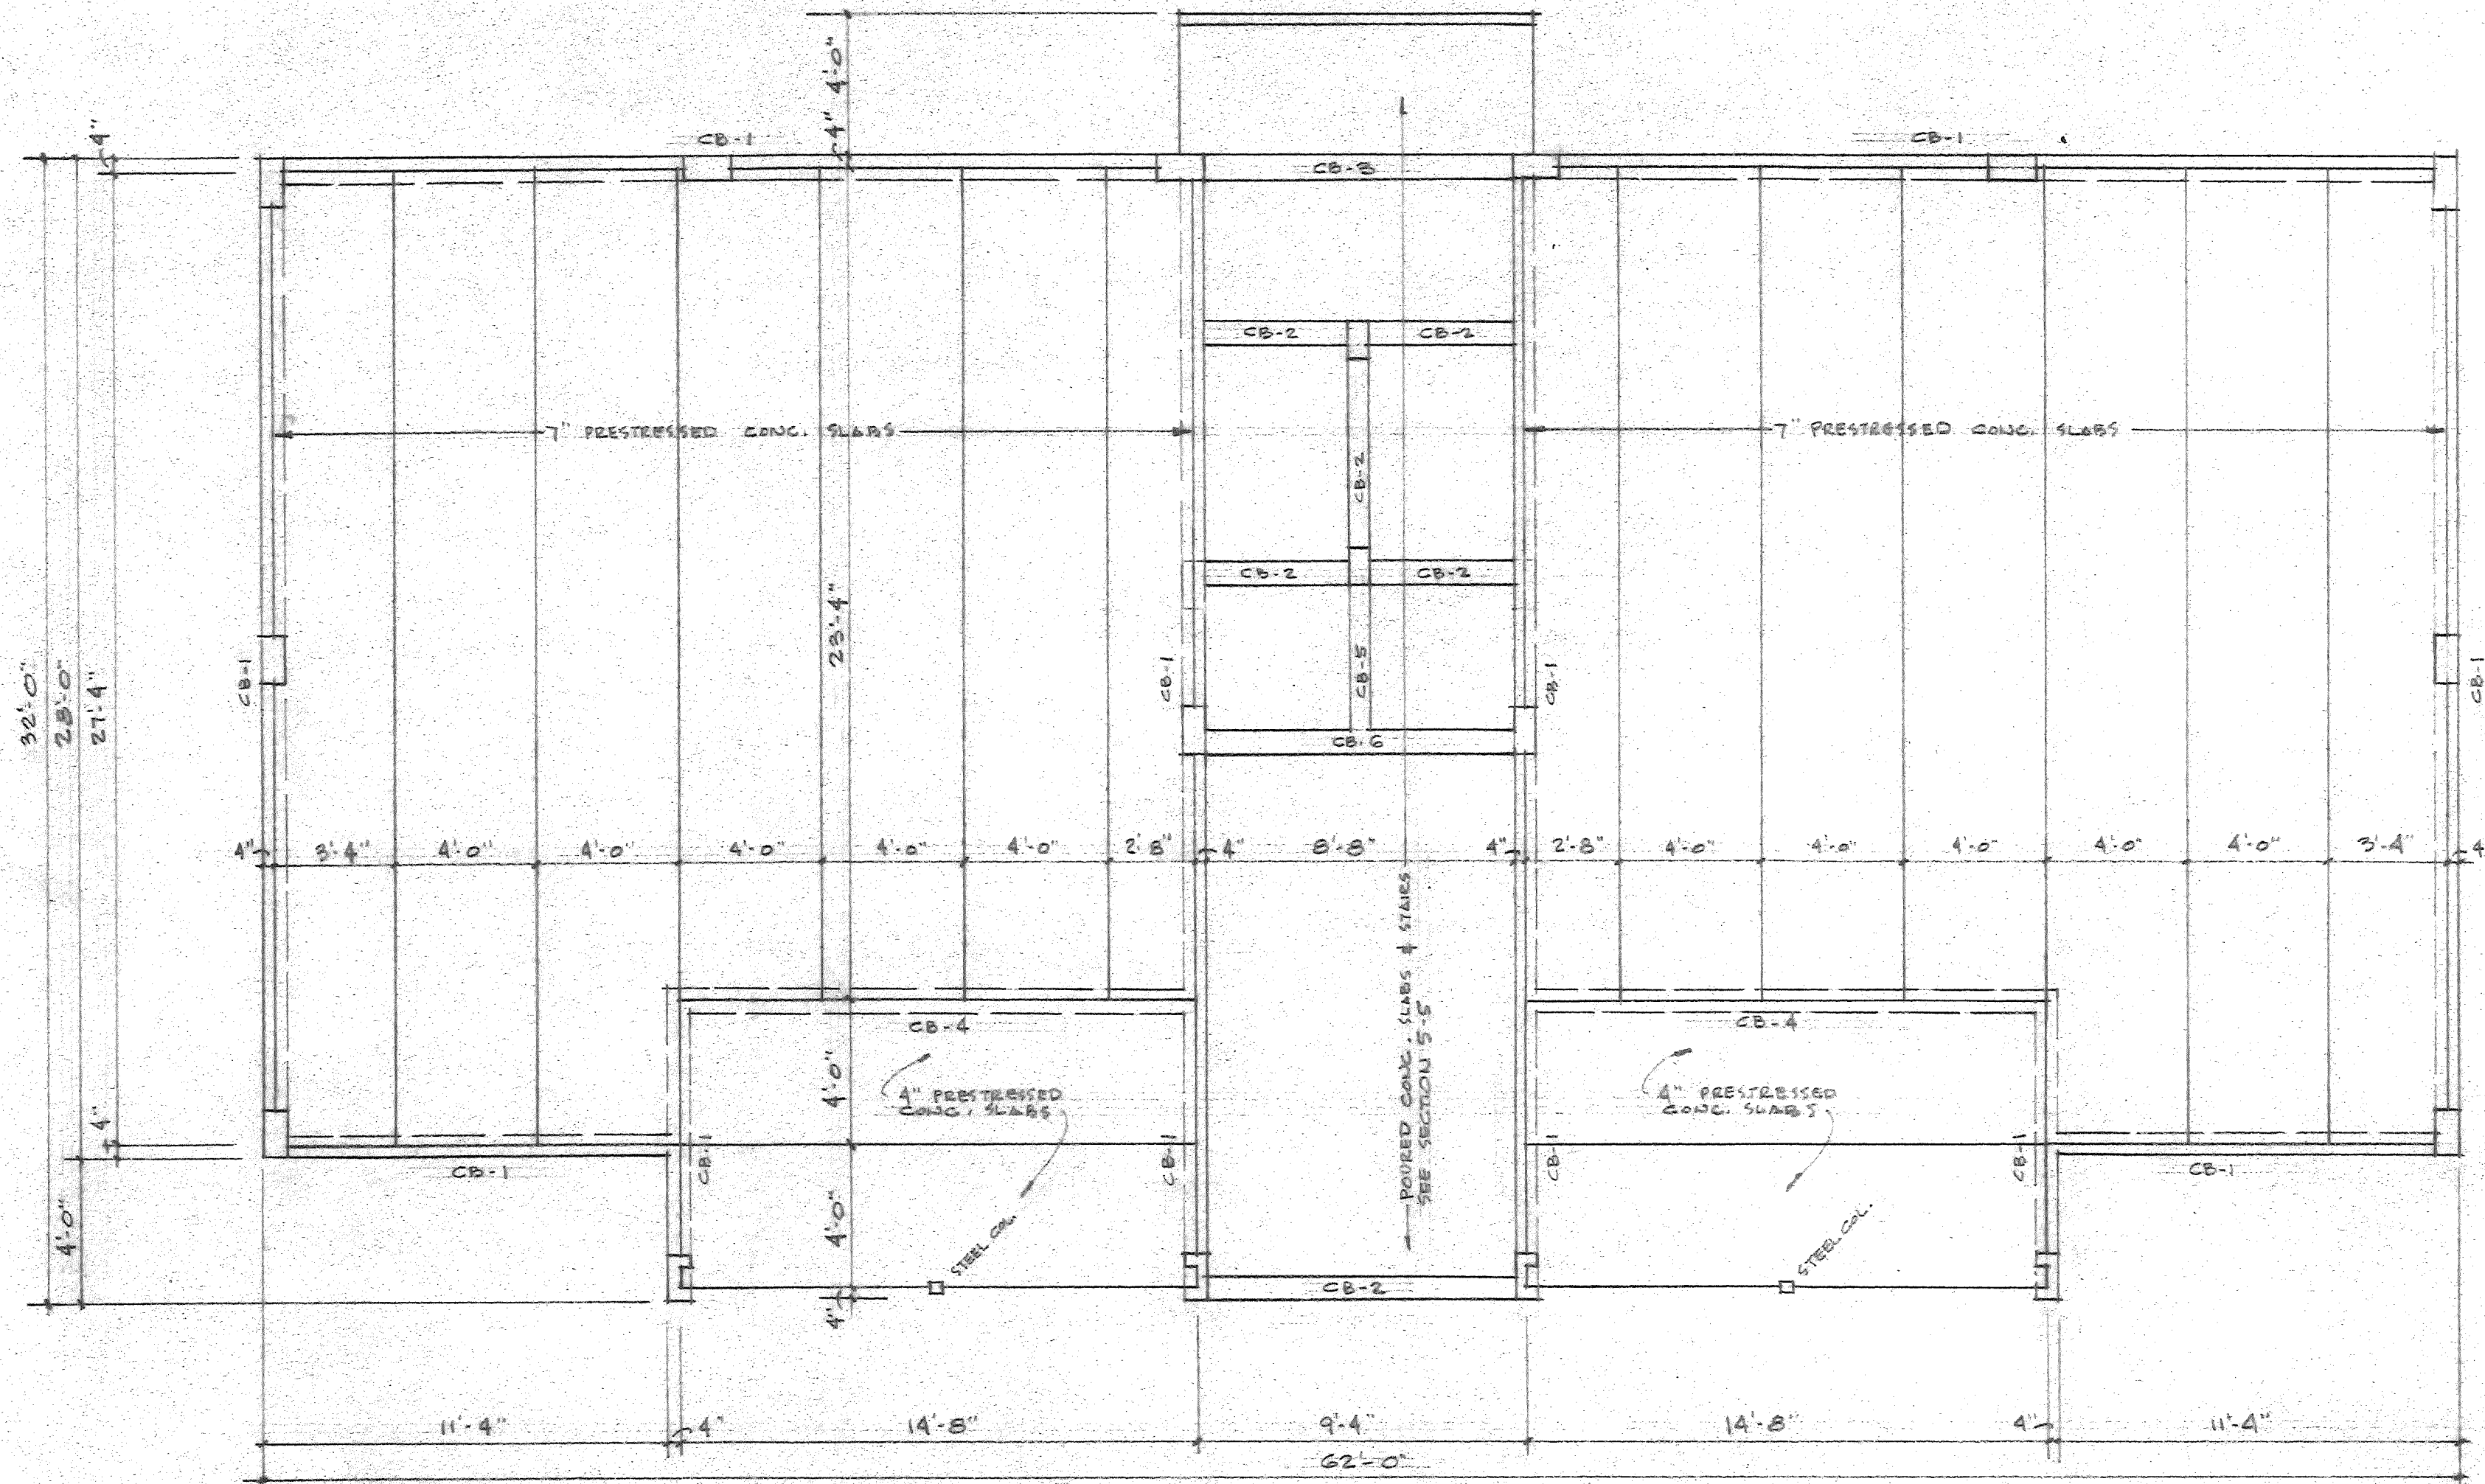 4'-0"
4"
4"
CB-1
CB-1
CB-3
CB-2
CB-2
7" PRESTRESSED CONC. SLABS
7" PRESTRESSED CONC. SLABS
CB-2
CB-2
CB-2
23'-4"
32'-0"
28'-0"
27'-4"
CB-1
CB-1
CB-5
CB-1
CB-1
CB-6
4"
3'-4"
4'-0"
4'-0"
4'-0"
4'-0"
4'-0"
2'-8"
4"
8'-8"
4"
2'-8"
4'-0"
4'-0"
4'-0"
4'-0"
4'-0"
3'-4"
4
POURED CONC. SLABS & STAIRS
SEE SECTION 5-5
CB-4
CB-4
4'-0"
4" PRESTRESSED
CONC. SLABS
4" PRESTRESSED
CONC. SLABS
4"
CB-1
CB-1
CB-1
CB-1
CB-1
CB-1
4'-0"
4'-0"
STEEL COL.
STEEL COL.
CB-2
4"
11'-4"
4"
14'-8"
9'-4"
14'-8"
4"
11'-4"
62'-0"